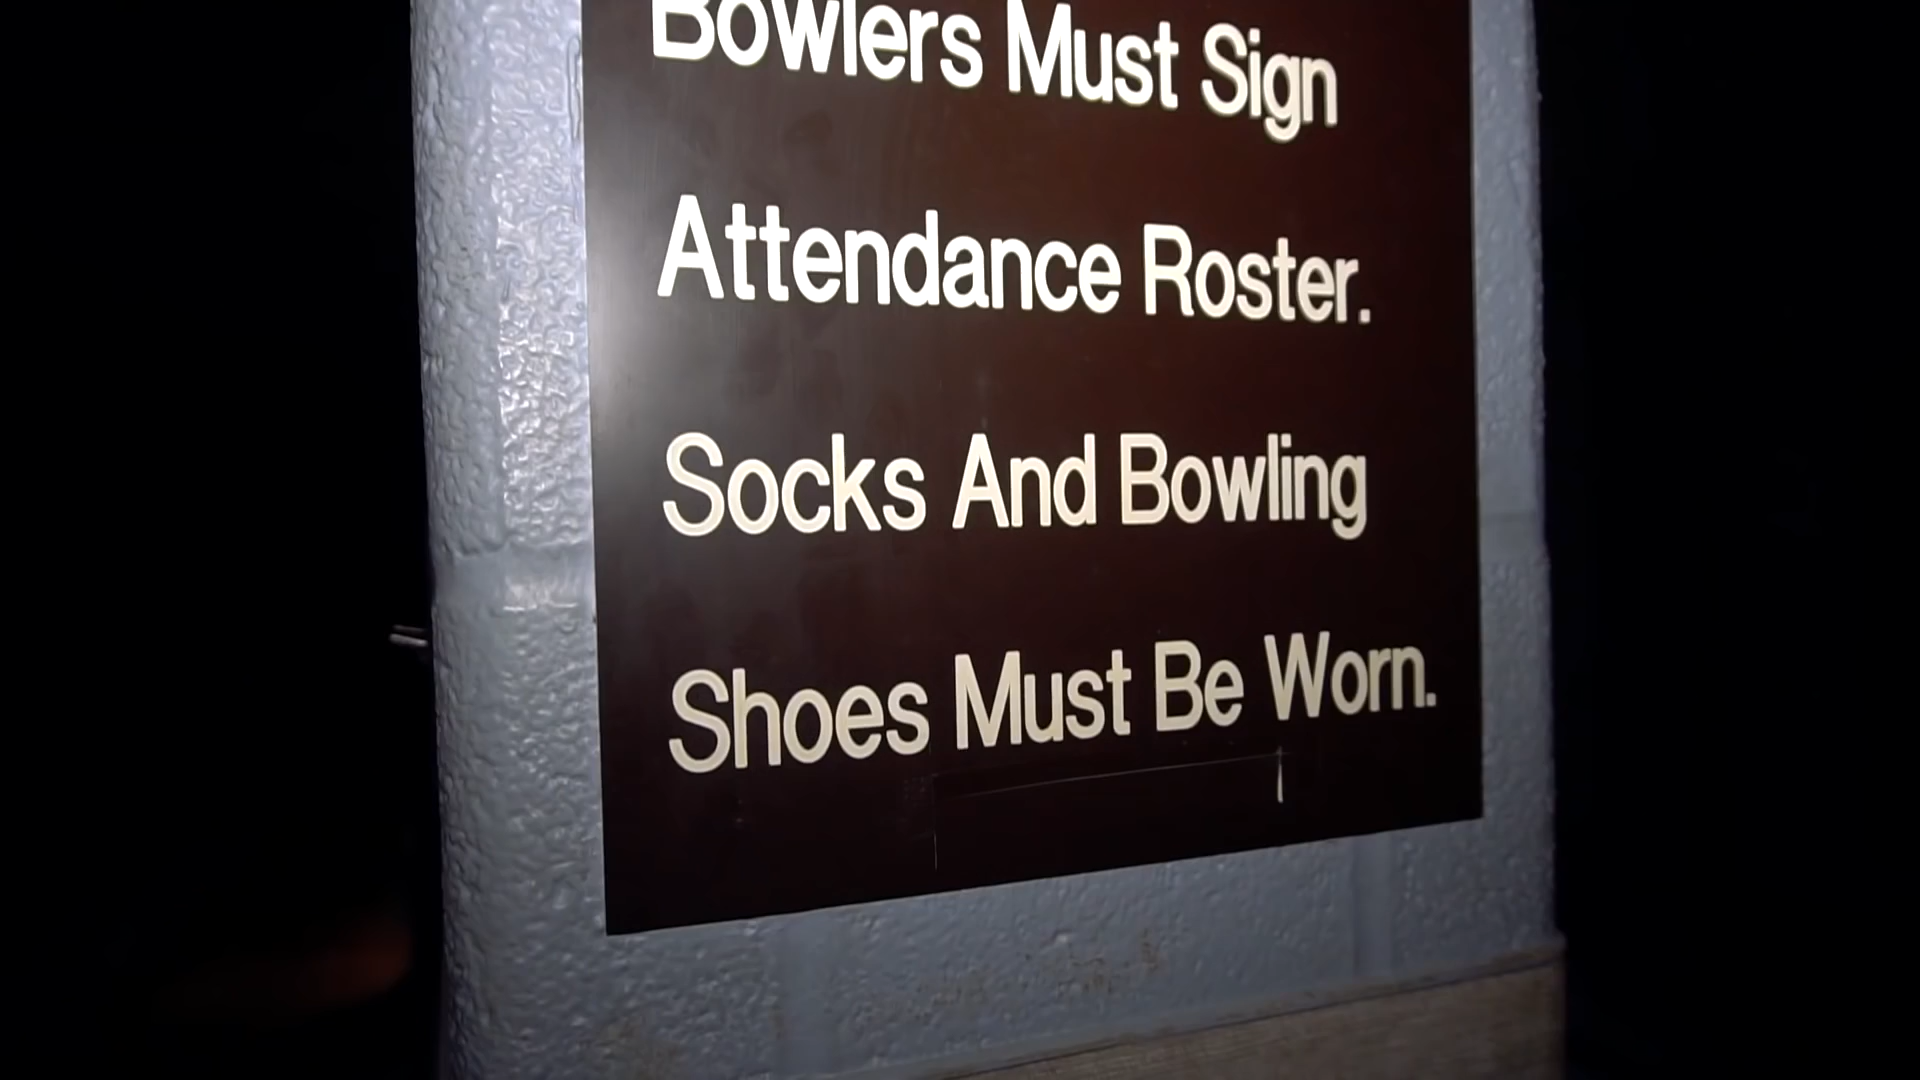 Bowlers Must Sign
Attendance Roster.
Socks And Bowling
Shoes Must Be Worn.